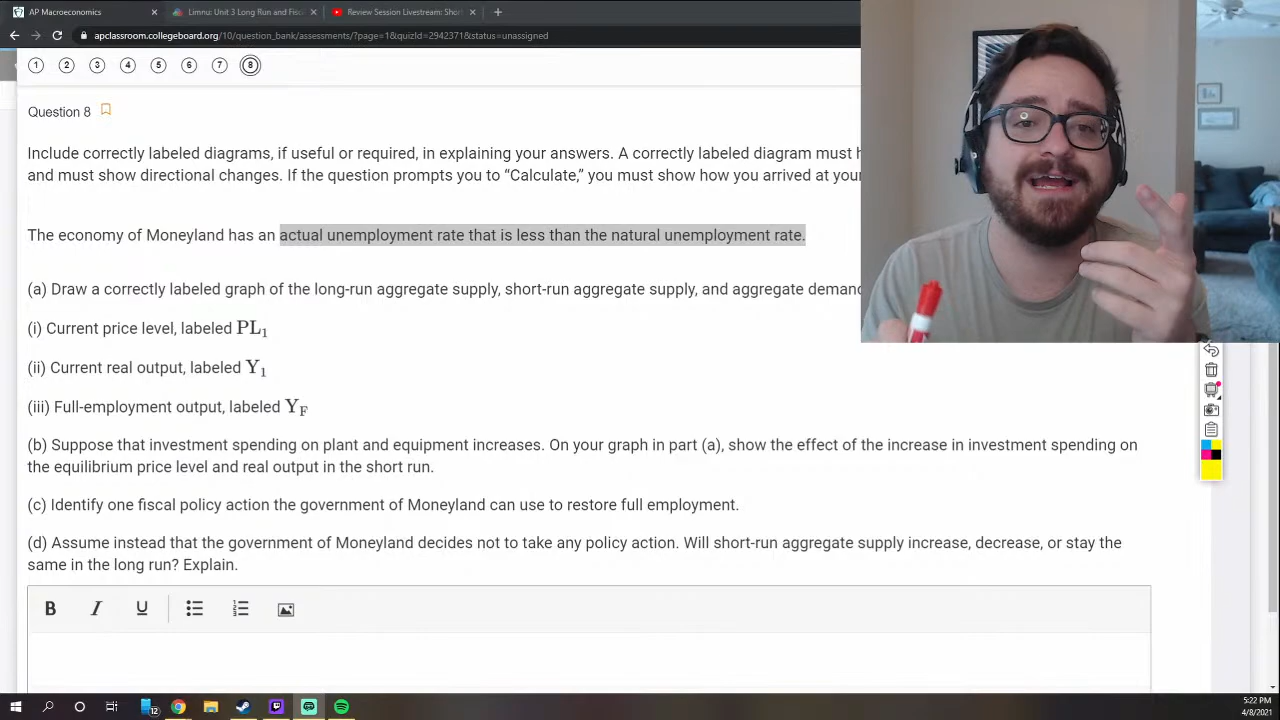 AP Macroeconomics
Limnu: Unit 3 Long Run and Fisc
Review Session Livestream: Shor
apclassroom.collegeboard.org/10/question_bank/assessments/?page=1&quizId=2942371&status=unassigned
1 2 3 4 5 6 7 8
Question 8
Include correctly labeled diagrams, if useful or required, in explaining your answers. A correctly labeled diagram must h
and must show directional changes. If the question prompts you to “Calculate,” you must show how you arrived at your
The economy of Moneyland has an actual unemployment rate that is less than the natural unemployment rate.
(a) Draw a correctly labeled graph of the long-run aggregate supply, short-run aggregate supply, and aggregate demand
(i) Current price level, labeled PL₁
(ii) Current real output, labeled Y₁
(iii) Full-employment output, labeled Y_F
(b) Suppose that investment spending on plant and equipment increases. On your graph in part (a), show the effect of the increase in investment spending on
the equilibrium price level and real output in the short run.
(c) Identify one fiscal policy action the government of Moneyland can use to restore full employment.
(d) Assume instead that the government of Moneyland decides not to take any policy action. Will short-run aggregate supply increase, decrease, or stay the
same in the long run? Explain.
B I U
12
5:22 PM
4/8/2021